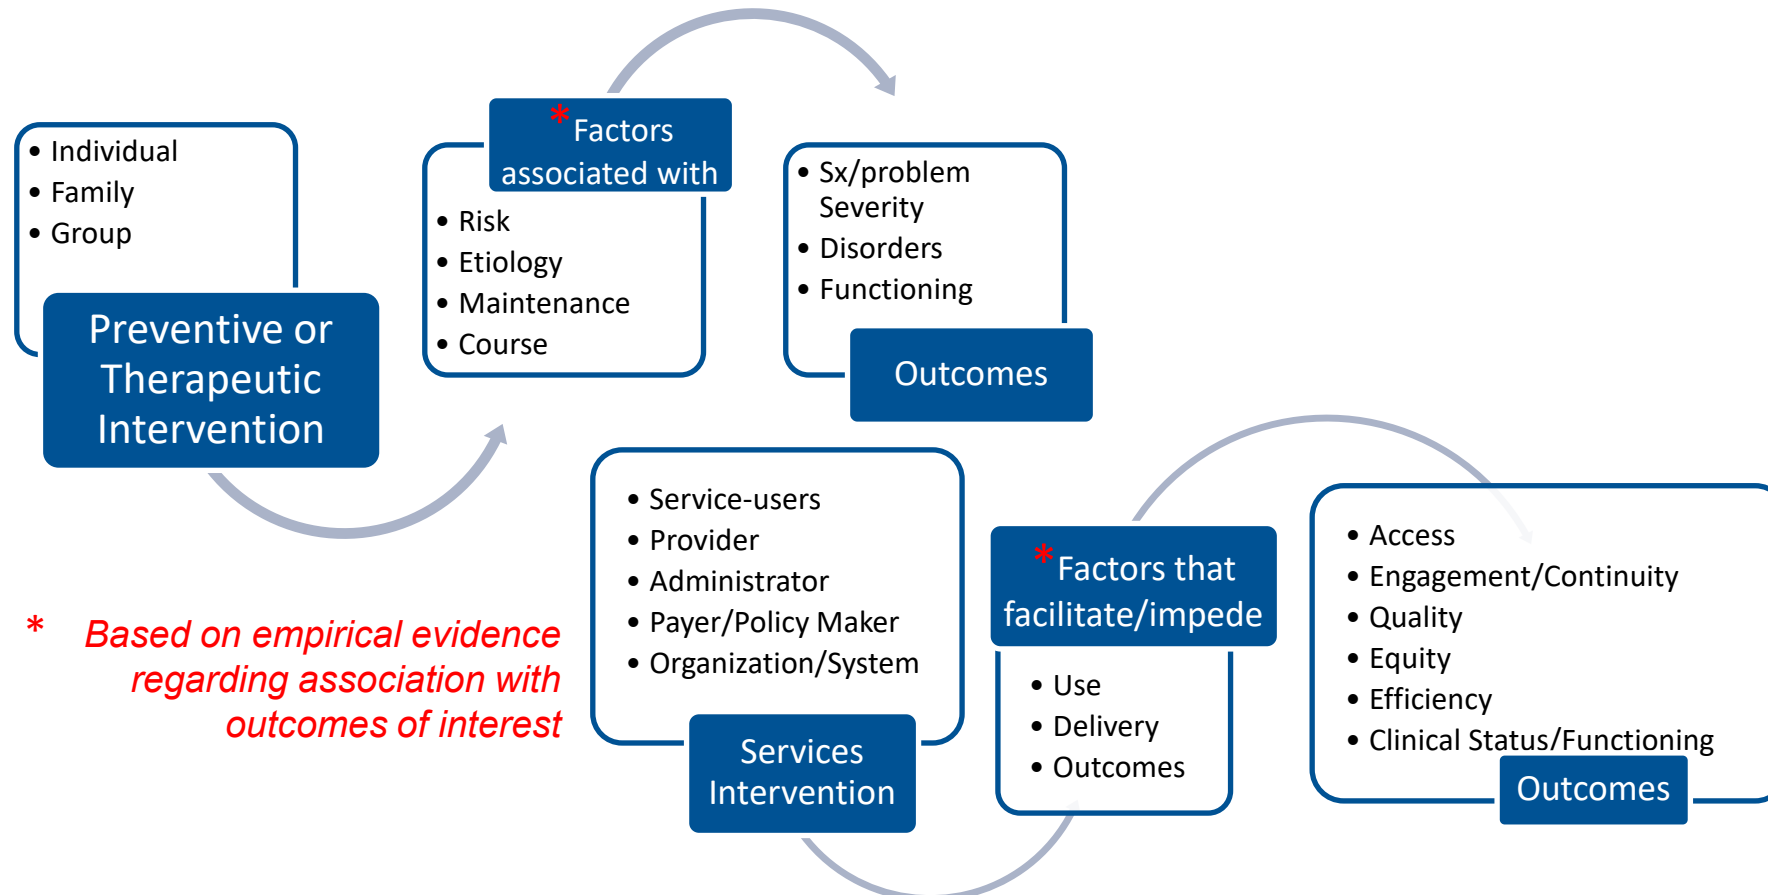 • Individual
• Family
• Group
Preventive or
Therapeutic
Intervention
*Factors
associated with
• Risk
• Etiology
• Maintenance
• Course
• Sx/problem
Severity
• Disorders
• Functioning
Outcomes
• Service-users
• Provider
• Administrator
• Payer/Policy Maker
• Organization/System
Services
Intervention
*Factors that
facilitate/impede
• Use
• Delivery
• Outcomes
• Access
• Engagement/Continuity
• Quality
• Equity
• Efficiency
• Clinical Status/Functioning
Outcomes
* Based on empirical evidence
regarding association with
outcomes of interest